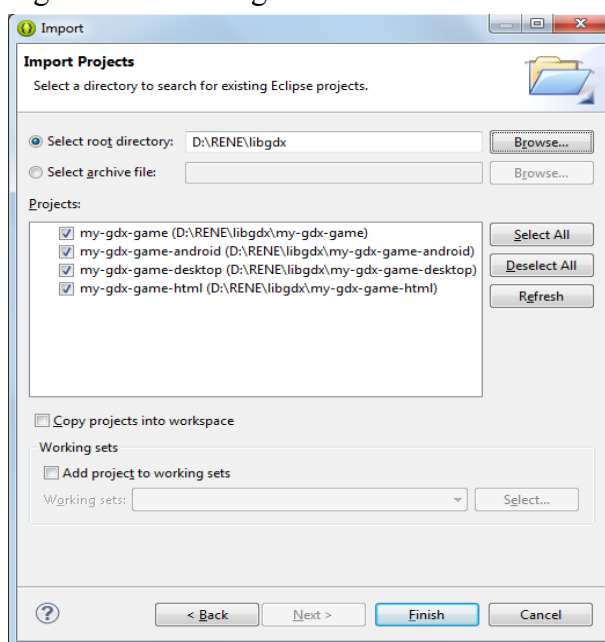 Import
Import Projects
Select a directory to search for existing Eclipse projects.
Select root directory: D:\RENE\libgdx Browse...
Select archive file: Browse...
Projects:
my-gdx-game (D:\RENE\libgdx\my-gdx-game)
my-gdx-game-android (D:\RENE\libgdx\my-gdx-game-android)
my-gdx-game-desktop (D:\RENE\libgdx\my-gdx-game-desktop)
my-gdx-game-html (D:\RENE\libgdx\my-gdx-game-html)
Select All
Deselect All
Refresh
Copy projects into workspace
Working sets
Add project to working sets
Working sets: Select...
? < Back Next > Finish Cancel